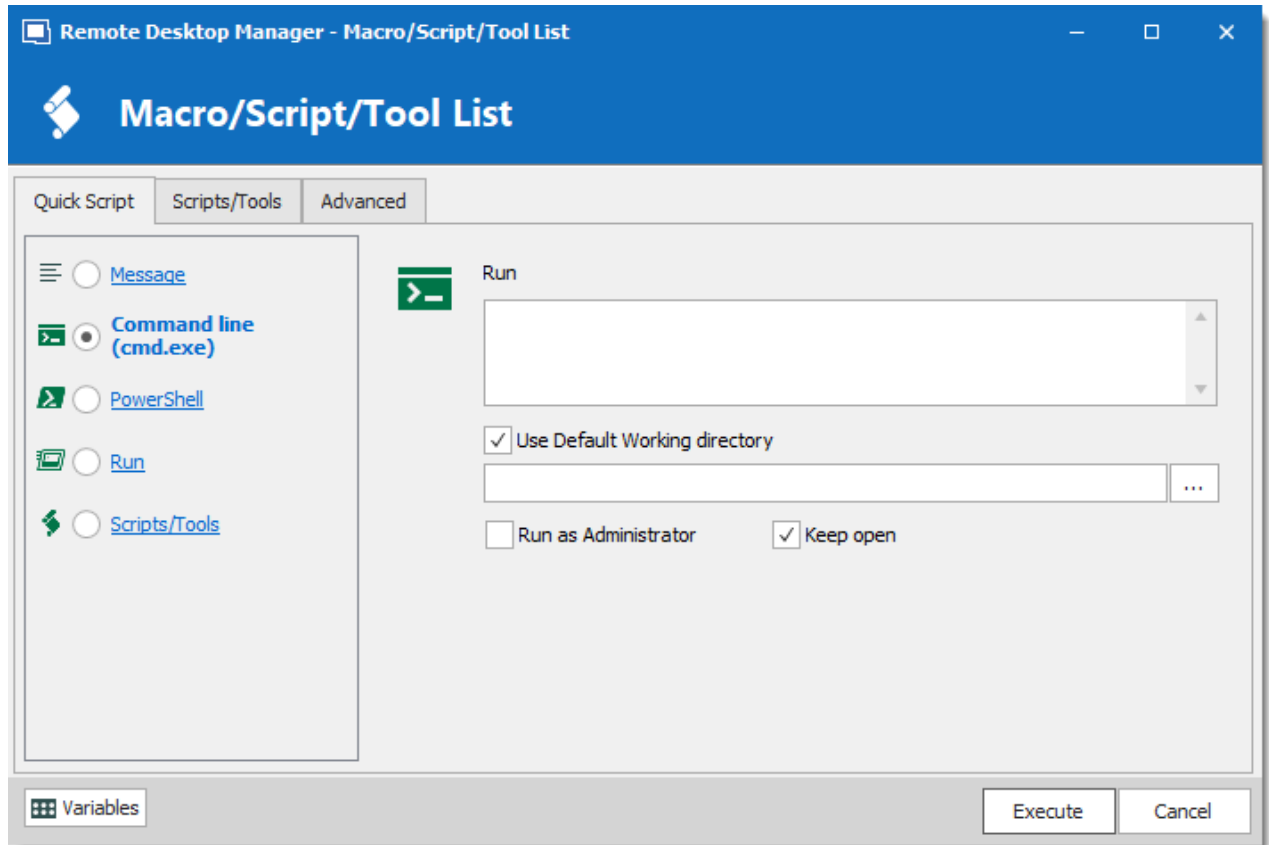 Remote Desktop Manager - Macro/Script/Tool List
Macro/Script/Tool List
Quick Script Scripts/Tools Advanced
Message
Command line
(cmd.exe)
PowerShell
Run
Scripts/Tools
Run
Use Default Working directory
...
Run as Administrator Keep open
Variables
Execute Cancel